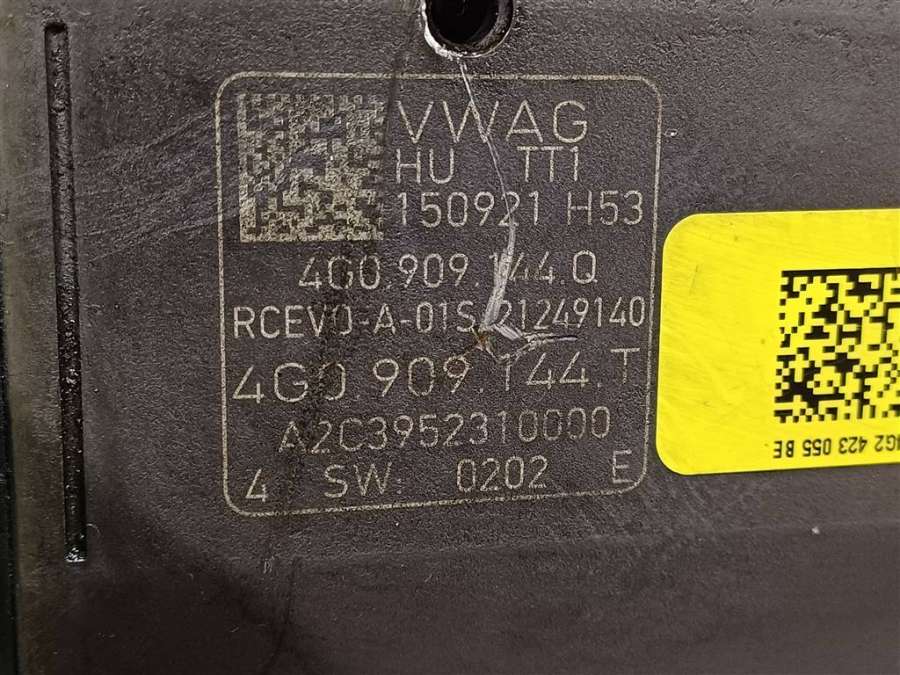 VWAG
HU TT1
150921 H53
4G0.909.144.Q
RCEVO-A-01S 21249140
4G0.909.144.T
A2C3952310000
4 SW: 0202 E
4G2 423 055 BE